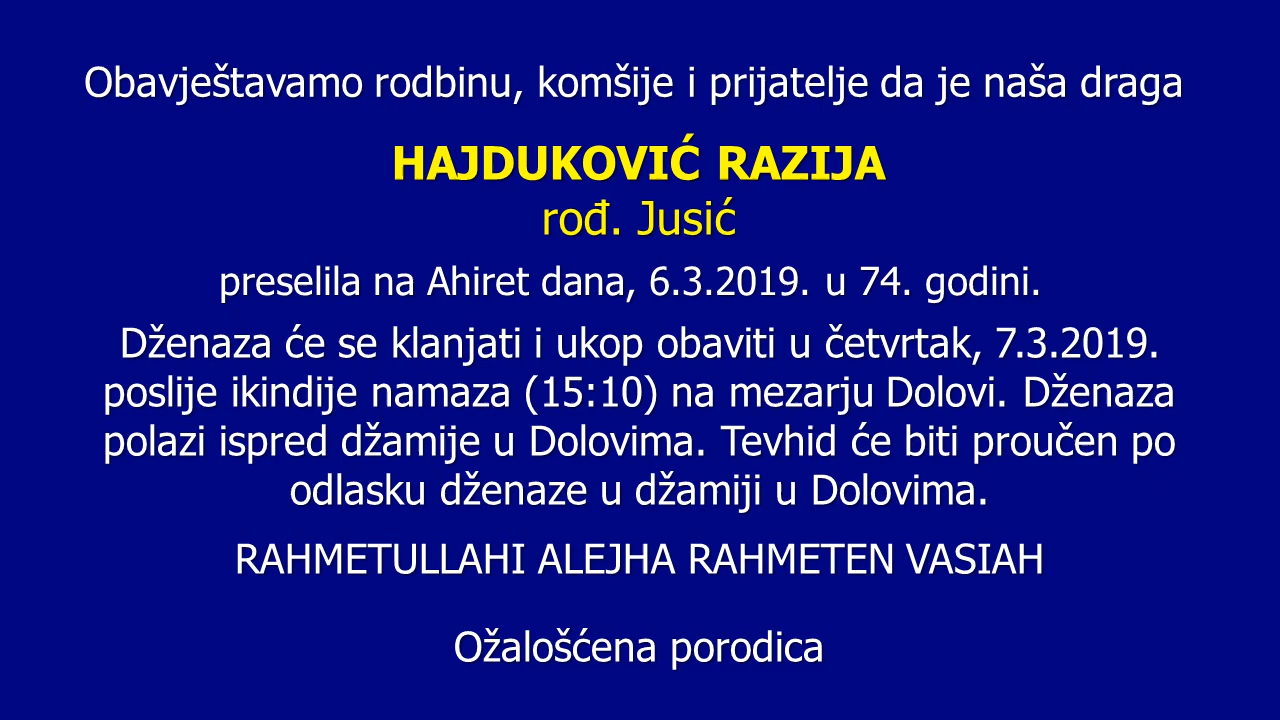 Obavještavamo rodbinu, komšije i prijatelje da je naša draga
HAJDUKOVIĆ RAZIJA
rođ. Jusić
preselila na Ahiret dana, 6.3.2019. u 74. godini.
Dženaza će se klanjati i ukop obaviti u četvrtak, 7.3.2019.
poslije ikindije namaza (15:10) na mezarju Dolovi. Dženaza
polazi ispred džamije u Dolovima. Tevhid će biti proučen po
odlasku dženaze u džamiji u Dolovima.
RAHMETULLAHI ALEJHA RAHMETEN VASIAH
Ožalošćena porodica